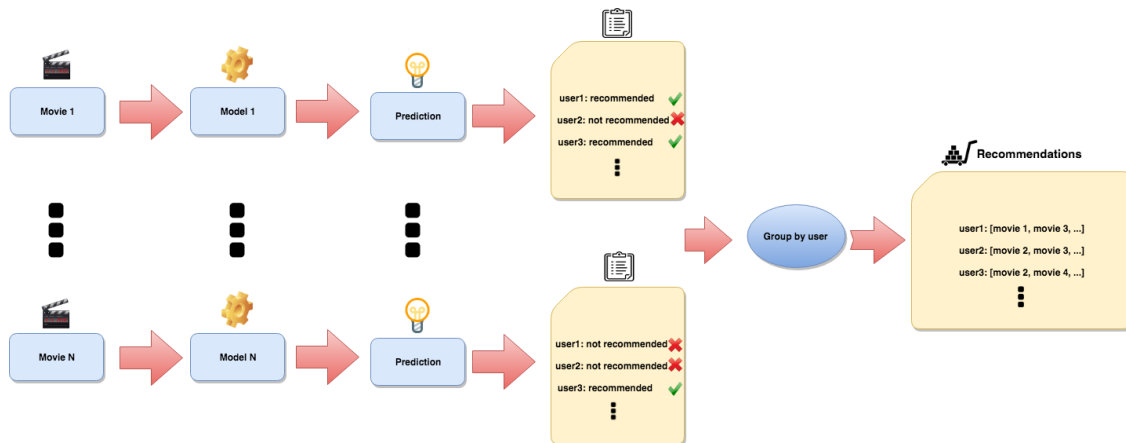 Movie 1
Model 1
Prediction
user1: recommended
user2: not recommended
user3: recommended
Movie N
Model N
Prediction
user1: not recommended
user2: not recommended
user3: recommended
Group by user
Recommendations
user1: [movie 1, movie 3, ...]
user2: [movie 2, movie 3, ...]
user3: [movie 2, movie 4, ...]